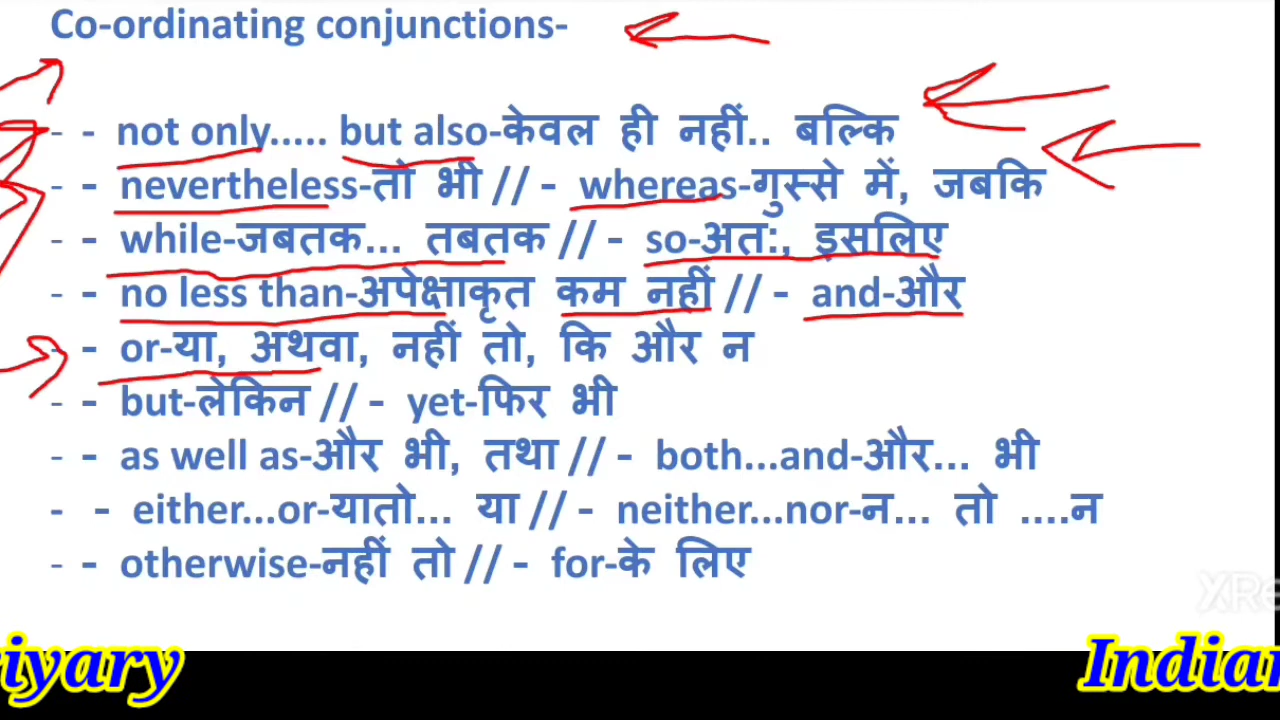 Co-ordinating conjunctions-
- - not only..... but also-केवल ही नहीं.. बल्कि
- - nevertheless-तो भी // - whereas-गुस्से में, जबकि
- - while-जबतक... तबतक // - so-अत:, इसलिए
- - no less than-अपेक्षाकृत कम नहीं // - and-और
- - or-या, अथवा, नहीं तो, कि और न
- - but-लेकिन // - yet-फिर भी
- - as well as-और भी, तथा // - both...and-और... भी
- - either...or-यातो... या // - neither...nor-न... तो ....न
- - otherwise-नहीं तो // - for-के लिए
XRe
iyary Indian